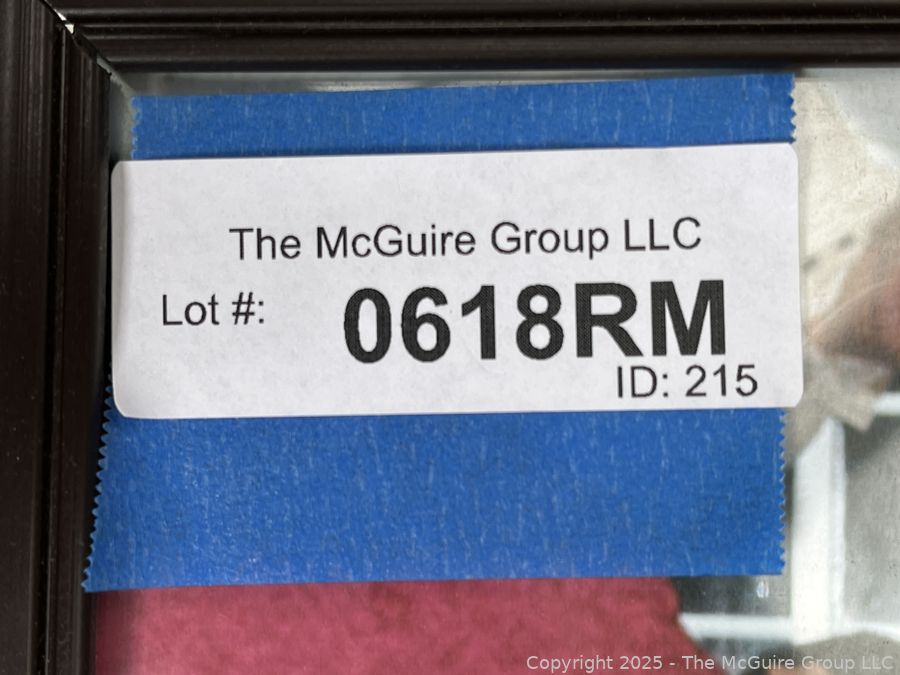 The McGuire Group LLC
Lot #: 0618RM
ID: 215
Copyright 2025 - The McGuire Group LLC